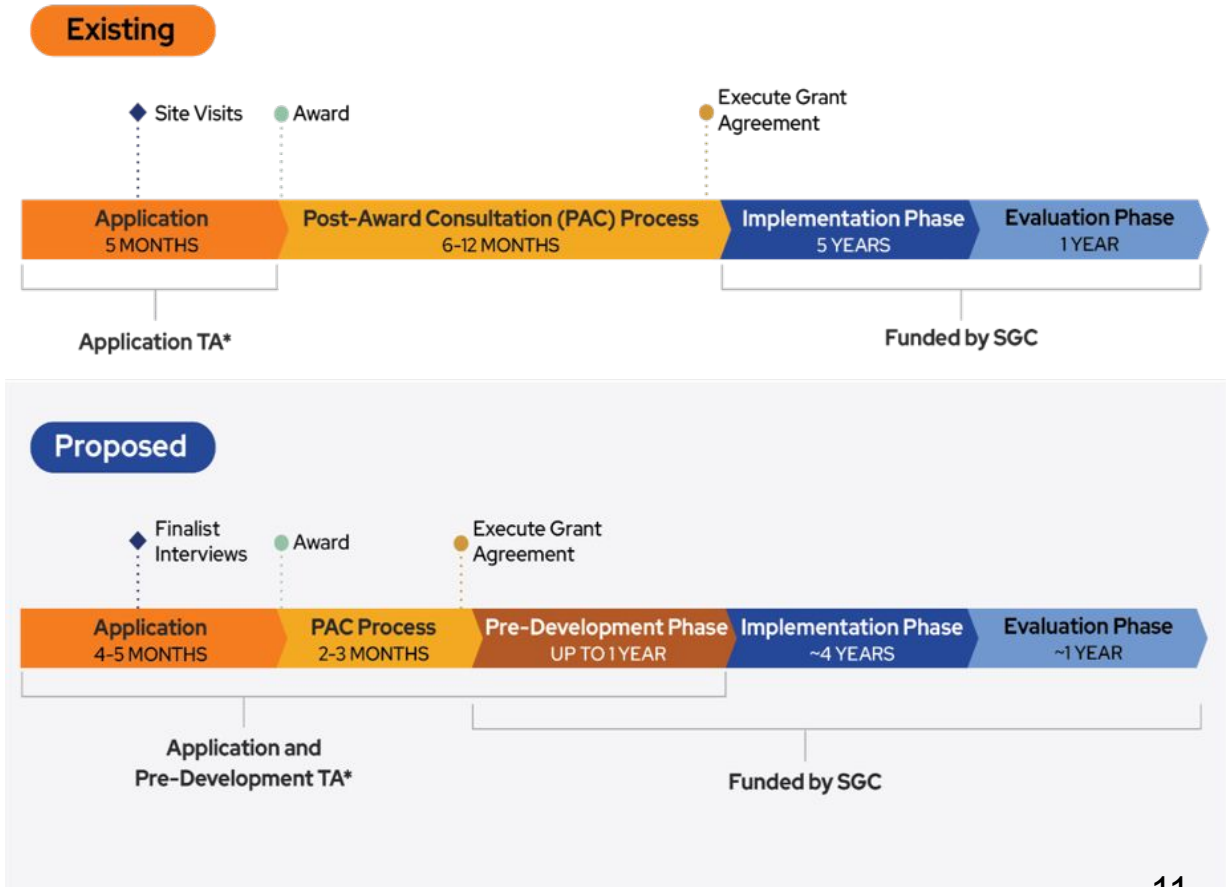 Existing
Site Visits
Award
Execute Grant
Agreement
Application
5 MONTHS
Post-Award Consultation (PAC) Process
6-12 MONTHS
Implementation Phase
5 YEARS
Evaluation Phase
1 YEAR
Application TA*
Funded by SGC
Proposed
Finalist
Interviews
Award
Execute Grant
Agreement
Application
4-5 MONTHS
PAC Process
2-3 MONTHS
Pre-Development Phase
UP TO 1 YEAR
Implementation Phase
~4 YEARS
Evaluation Phase
~1 YEAR
Application and
Pre-Development TA*
Funded by SGC
11